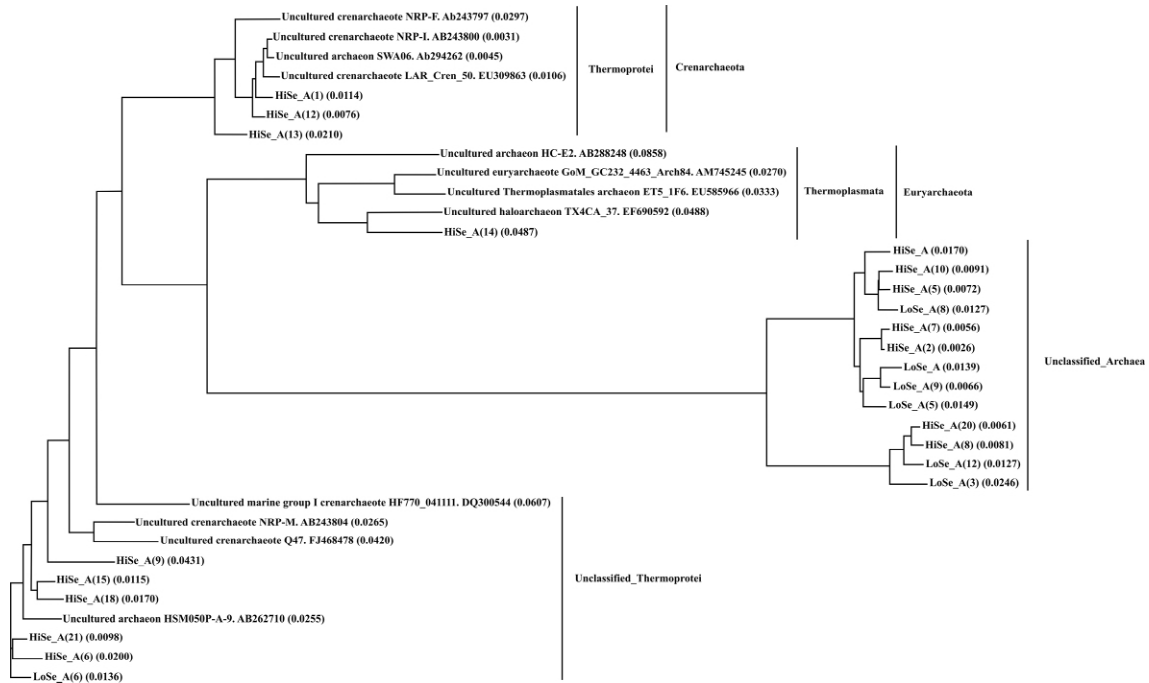 Uncultured crenarchaeote NRP-F. Ab243797 (0.0297)
Uncultured crenarchaeote NRP-I. AB243800 (0.0031)
Uncultured archaeon SWA06. Ab294262 (0.0045)
Uncultured crenarchaeote LAR_Cren_50. EU309863 (0.0106)
HiSe_A(1) (0.0114)
HiSe_A(12) (0.0076)
HiSe_A(13) (0.0210)
Thermoprotei
Crenarchaeota
Uncultured archaeon HC-E2. AB288248 (0.0858)
Uncultured euryarchaeote GoM_GC232_4463_Arch84. AM745245 (0.0270)
Uncultured Thermoplasmatales archaeon ET5_1F6. EU585966 (0.0333)
Uncultured haloarchaeon TX4CA_37. EF690592 (0.0488)
HiSe_A(14) (0.0487)
Thermoplasmata
Euryarchaeota
HiSe_A (0.0170)
HiSe_A(10) (0.0091)
HiSe_A(5) (0.0072)
LoSe_A(8) (0.0127)
HiSe_A(7) (0.0056)
HiSe_A(2) (0.0026)
LoSe_A (0.0139)
LoSe_A(9) (0.0066)
LoSe_A(5) (0.0149)
HiSe_A(20) (0.0061)
HiSe_A(8) (0.0081)
LoSe_A(12) (0.0127)
LoSe_A(3) (0.0246)
Unclassified_Archaea
Uncultured marine group I crenarchaeote HF770_041111. DQ300544 (0.0607)
Uncultured crenarchaeote NRP-M. AB243804 (0.0265)
Uncultured crenarchaeote Q47. FJ468478 (0.0420)
HiSe_A(9) (0.0431)
HiSe_A(15) (0.0115)
HiSe_A(18) (0.0170)
Uncultured archaeon HSM050P-A-9. AB262710 (0.0255)
HiSe_A(21) (0.0098)
HiSe_A(6) (0.0200)
LoSe_A(6) (0.0136)
Unclassified_Thermoprotei